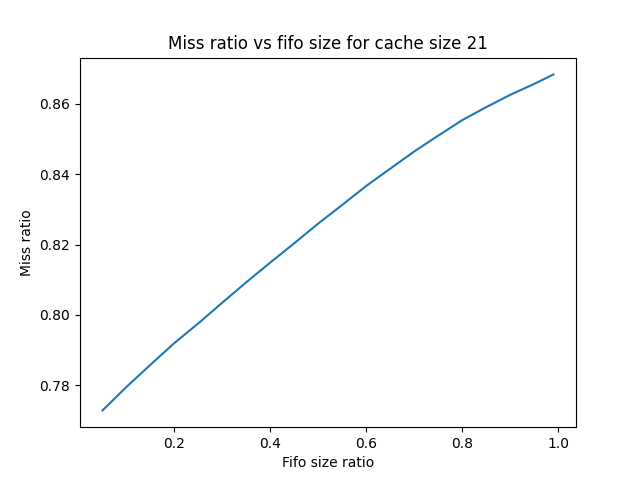 Miss ratio vs fifo size for cache size 21
0.86
0.84
0.82
0.80
0.78
Miss ratio
0.2 0.4 0.6 0.8 1.0
Fifo size ratio